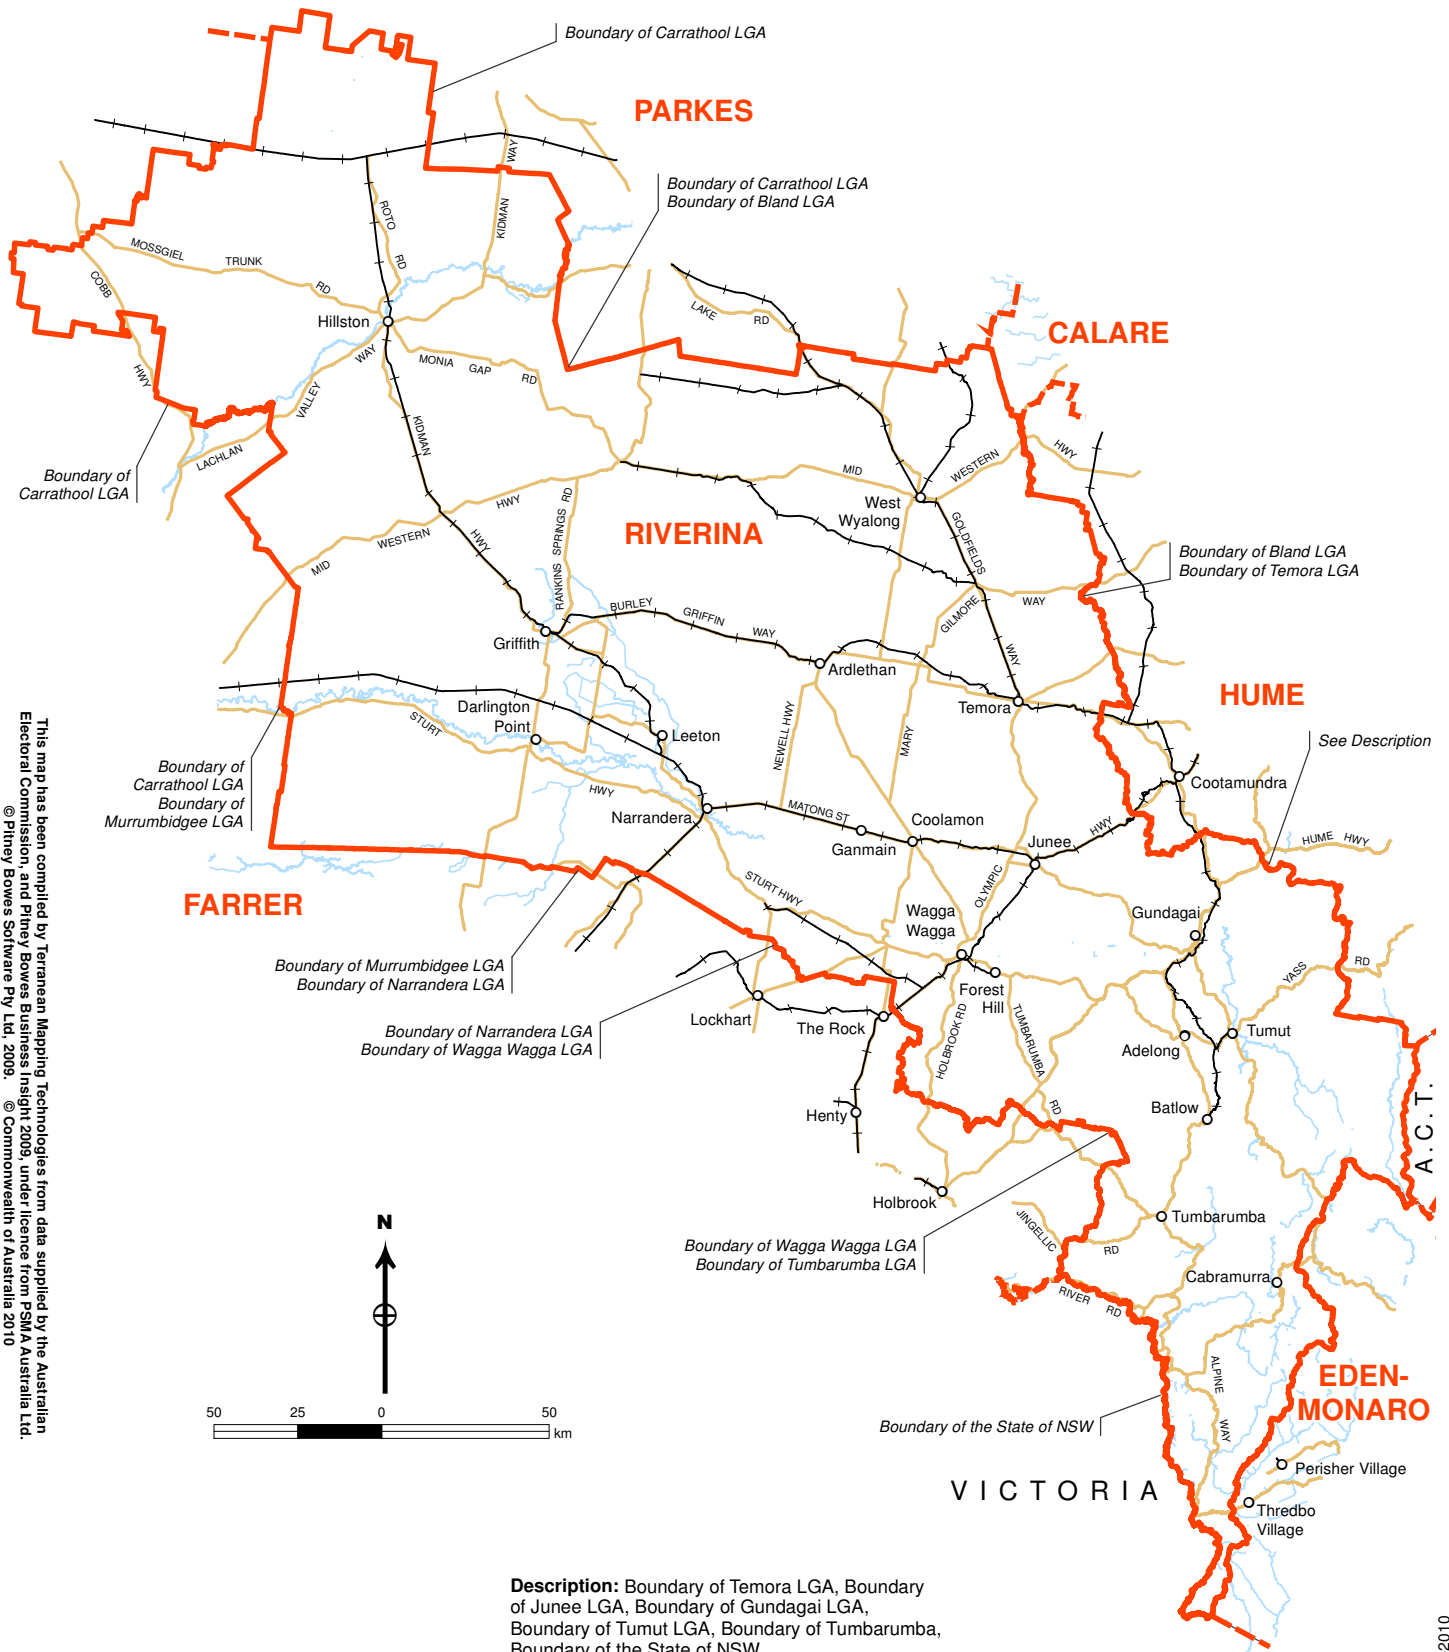 Boundary of Carrathool LGA
PARKES
WAY
Boundary of Carrathool LGA
Boundary of Bland LGA
ROTO
RD
KIDMAN
MOSSGIEL
TRUNK
RD
COBB
HWY
Hillston
LAKE
RD
CALARE
WAY
VALLEY
LACHLAN
MONIA
GAP
RD
KIDMAN
HWY
Boundary of
Carrathool LGA
MID
WESTERN
HWY
RANKINS SPRINGS RD
RIVERINA
MID
WESTERN
HWY
West
Wyalong
GOLDFIELDS
WAY
Boundary of Bland LGA
Boundary of Temora LGA
GILMORE
WAY
Griffith
BURLEY
GRIFFIN
WAY
Ardlethan
Temora
HUME
See Description
Darlington
Point
STURT
HWY
Leeton
NEWELL HWY
MARY
Boundary of
Carrathool LGA
Boundary of
Murrumbidgee LGA
Narrandera
MATONG ST
Ganmain
Coolamon
Junee
HWY
OLYMPIC
Cootamundra
HUME HWY
FARRER
STURT HWY
Wagga
Wagga
Gundagai
YASS
RD
Boundary of Murrumbidgee LGA
Boundary of Narrandera LGA
Forest
Hill
Lockhart
The Rock
HOLBROOK RD
TUMBARUMBA
RD
Adelong
Tumut
Boundary of Narrandera LGA
Boundary of Wagga Wagga LGA
Henty
Batlow
A.C.T.
Holbrook
Tumbarumba
JINGELLIC
RD
Boundary of Wagga Wagga LGA
Boundary of Tumbarumba LGA
Cabramurra
RIVER
RD
ALPINE
WAY
EDEN-
MONARO
Boundary of the State of NSW
VICTORIA
Perisher Village
Thredbo
Village
N
50 25 0 50
km
Description: Boundary of Temora LGA, Boundary
of Junee LGA, Boundary of Gundagai LGA,
Boundary of Tumut LGA, Boundary of Tumbarumba,
Boundary of the State of NSW
This map has been compiled by Terranean Mapping Technologies from data supplied by the Australian
Electoral Commission, and Pitney Bowes Business Insight 2009, under licence from PSMA Australia Ltd.
© Pitney Bowes Software Pty Ltd, 2009. © Commonwealth of Australia 2010
2010